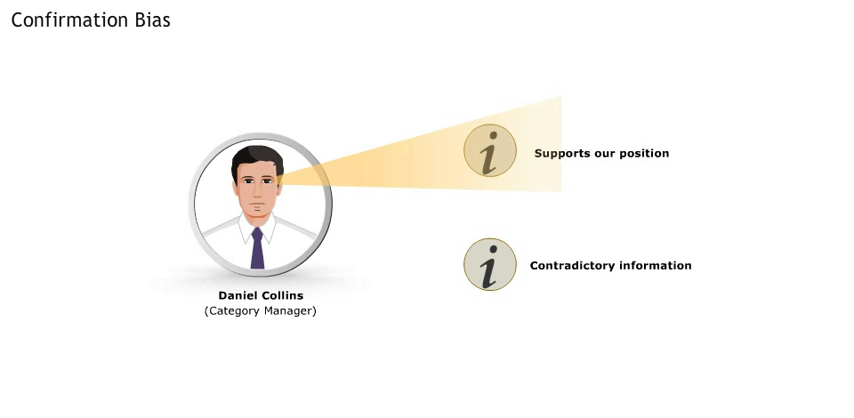 Confirmation Bias
Supports our position
Contradictory information
Daniel Collins
(Category Manager)